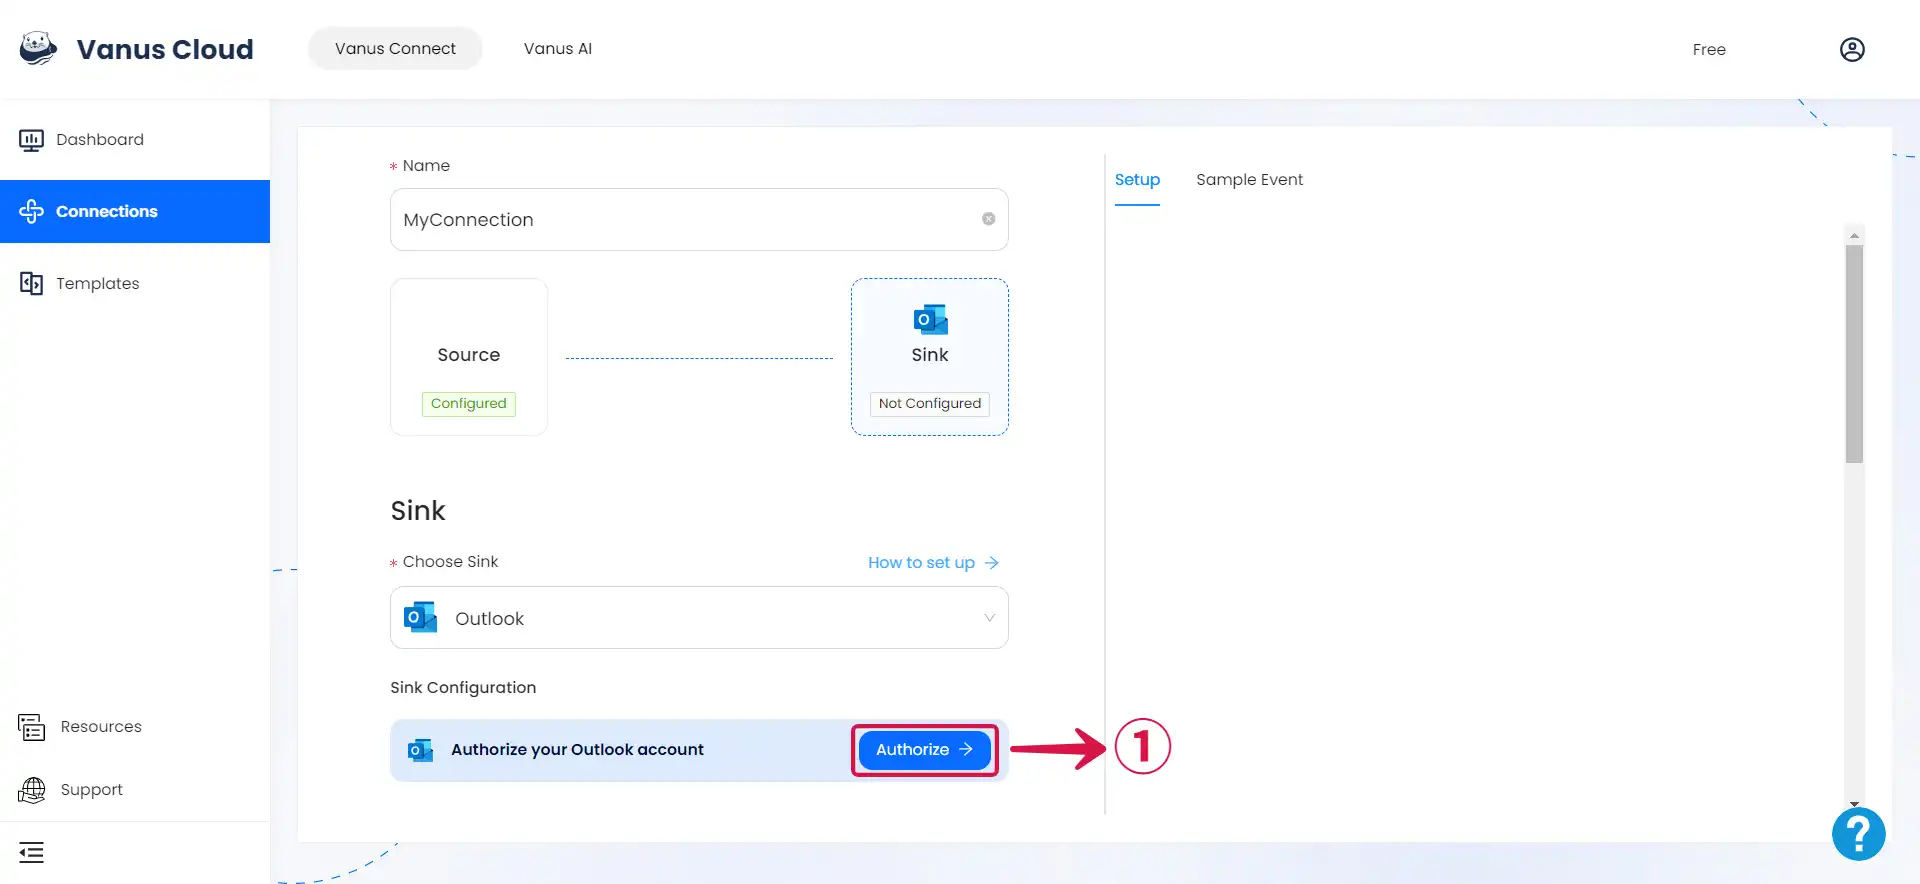 Vanus Cloud
Vanus Connect
Vanus AI
Free
Dashboard
Connections
Templates
Resources
Support
* Name
MyConnection
Source
Configured
Sink
Not Configured
Sink
* Choose Sink
How to set up →
Outlook
Sink Configuration
Authorize your Outlook account
Authorize →
1
Setup
Sample Event
?